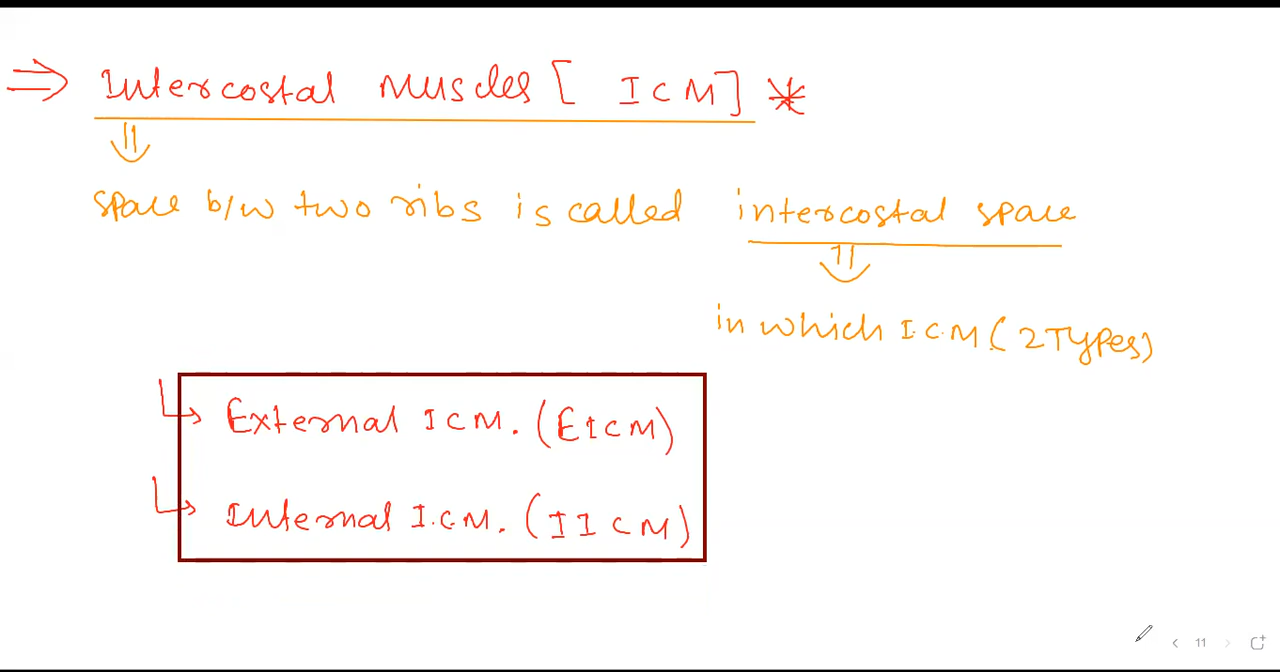 ⇒ Intercostal Muscles [ ICM] *
space b/w two ribs is called intercostal space
in which I.C.M ( 2 Types)
External ICM. (EICM)
Internal I.C.M. (IICM)
11